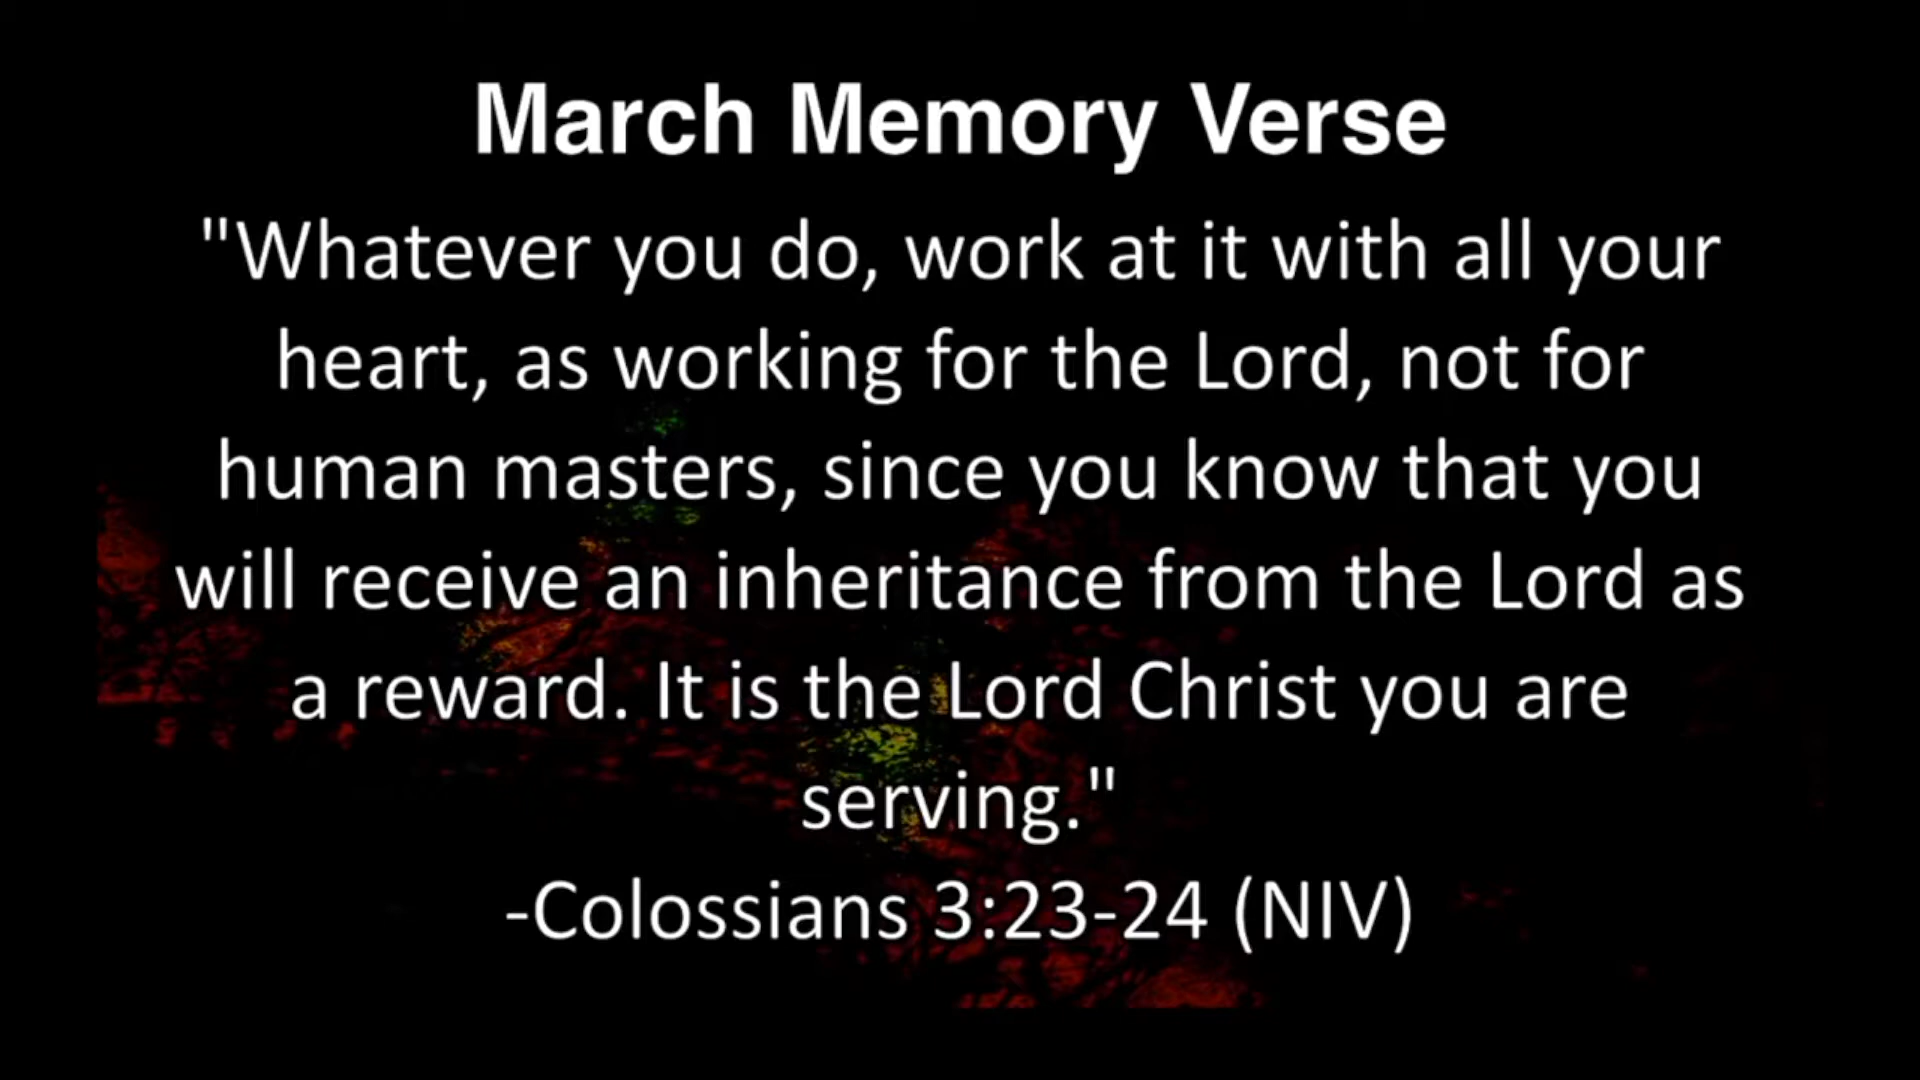 March Memory Verse
"Whatever you do, work at it with all your
heart, as working for the Lord, not for
human masters, since you know that you
will receive an inheritance from the Lord as
a reward. It is the Lord Christ you are
serving."
-Colossians 3:23-24 (NIV)